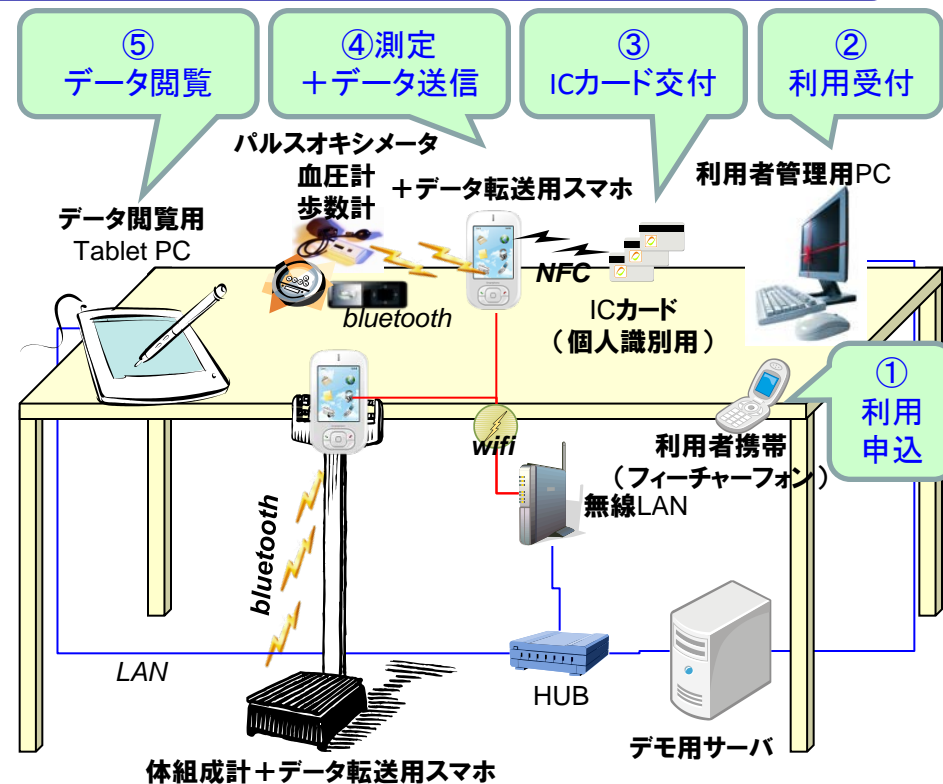 ⑤
データ閲覧
④測定
＋データ送信
③
ICカード交付
②
利用受付
パルスオキシメータ
血圧計
歩数計
＋データ転送用スマホ
利用者管理用PC
データ閲覧用
Tablet PC
NFC
bluetooth
ICカード
（個人識別用）
①
利用
申込
wifi
利用者携帯
（フィーチャーフォン）
無線LAN
bluetooth
LAN
HUB
デモ用サーバ
体組成計＋データ転送用スマホ